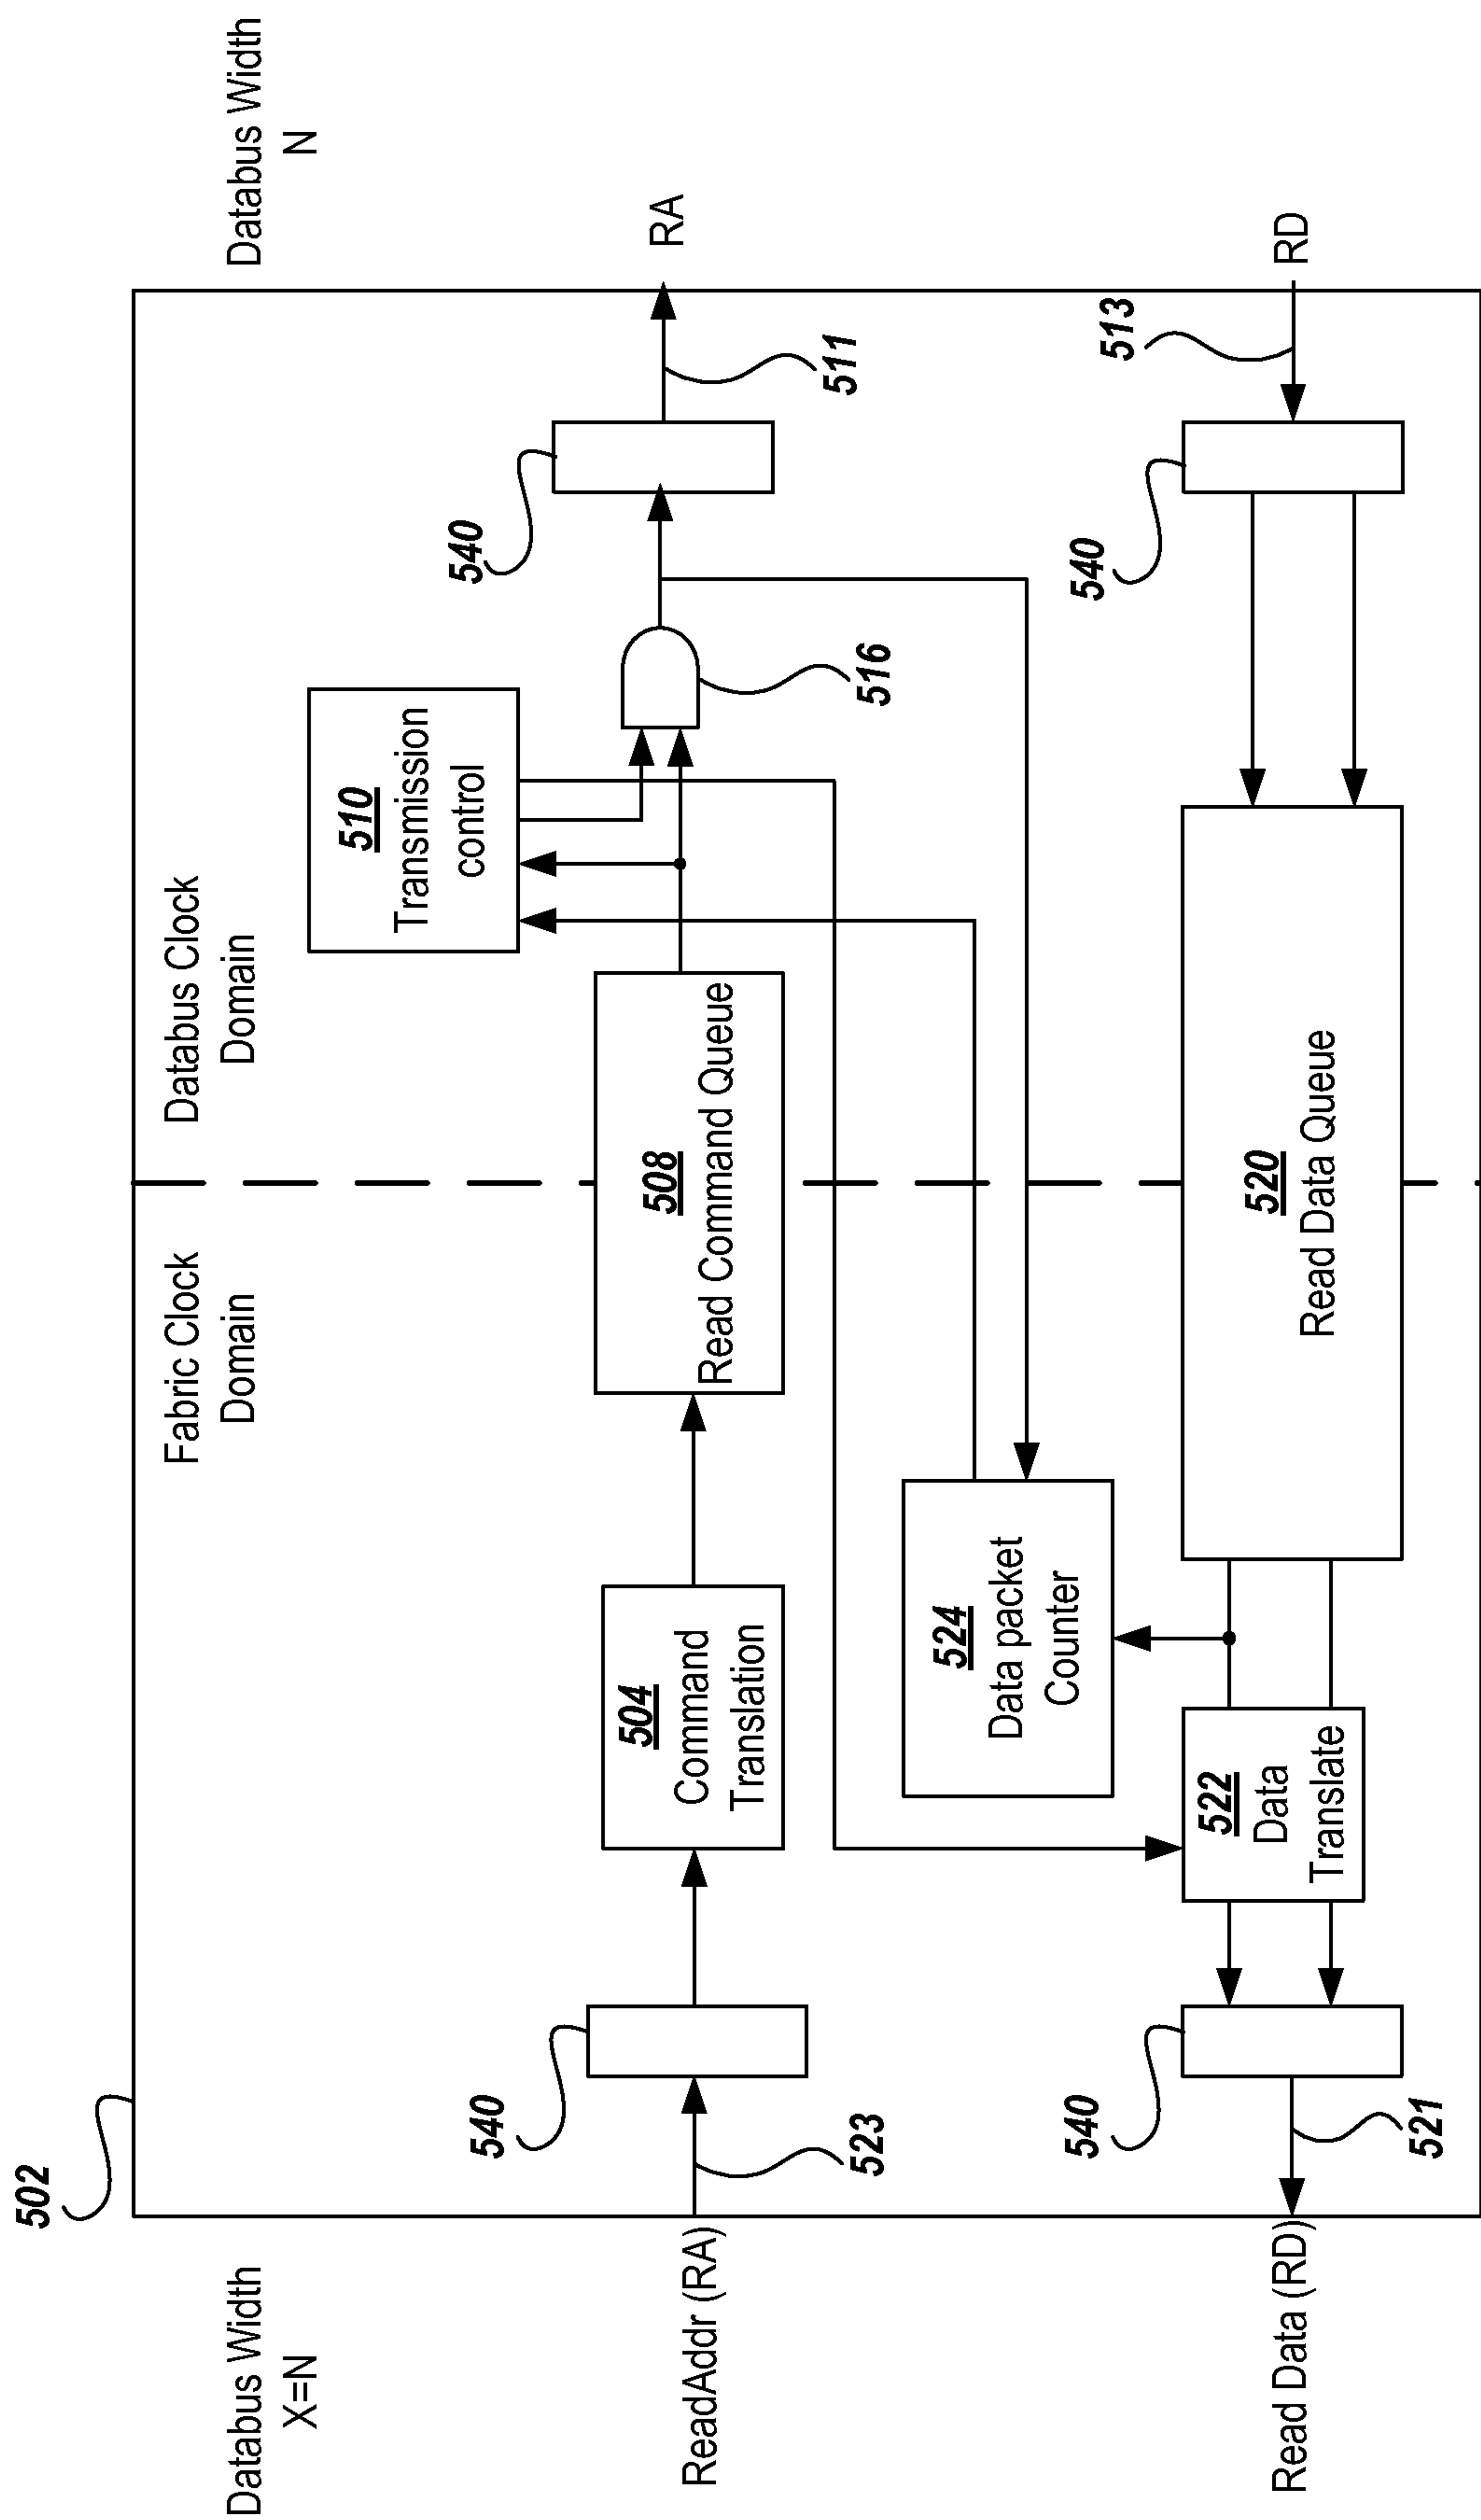 502
Databus Width
X=N
Fabric Clock
Domain
Databus Clock
Domain
Databus Width
N
510
Transmission
control
540
540
ReadAddr (RA)
523
504
Command
Translation
508
Read Command Queue
516
511
RA
524
Data packet
Counter
540
540
513
Read Data (RD)
521
522
Data
Translate
520
Read Data Queue
RD